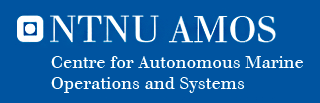 NTNU AMOS
Centre for Autonomous Marine
Operations and Systems